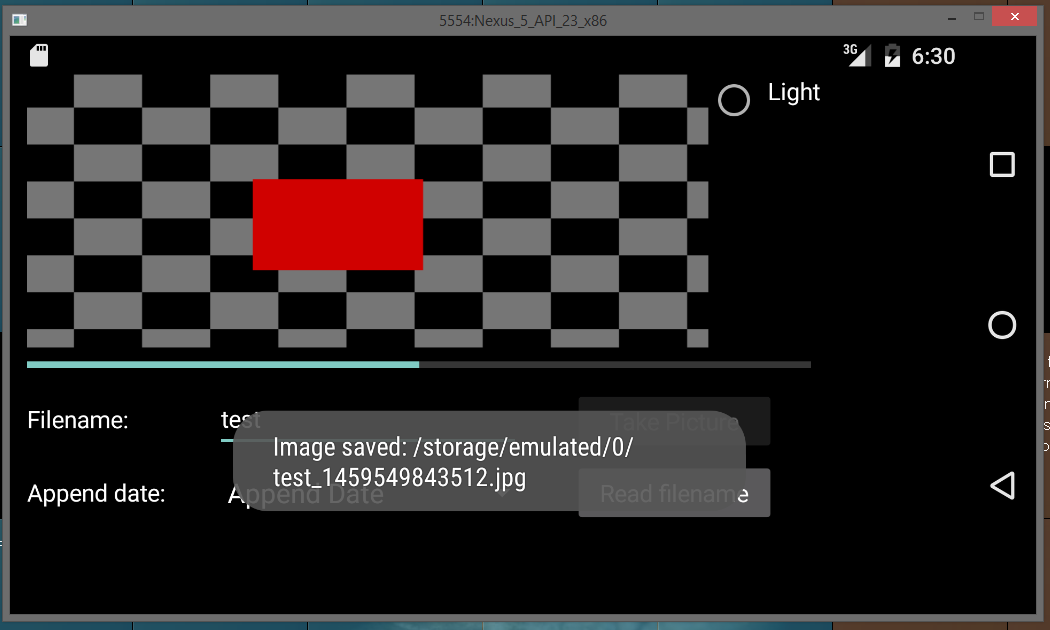 5554:Nexus_5_API_23_x86
3G 6:30
Light
Filename: test Take Picture
Image saved: /storage/emulated/0/
test_1459549843512.jpg
Append date: Append Date Read filename